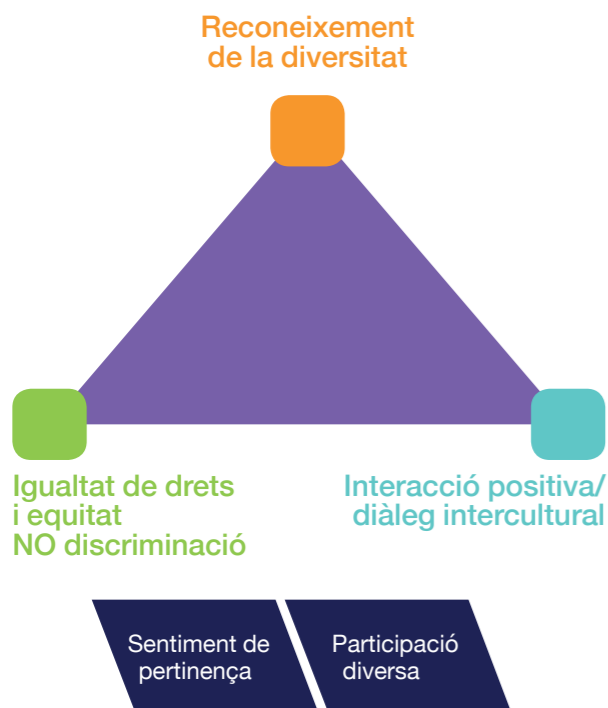 Reconeixement
de la diversitat
Igualtat de drets
i equitat
NO discriminació
Interacció positiva/
diàleg intercultural
Sentiment de
pertinença
Participació
diversa